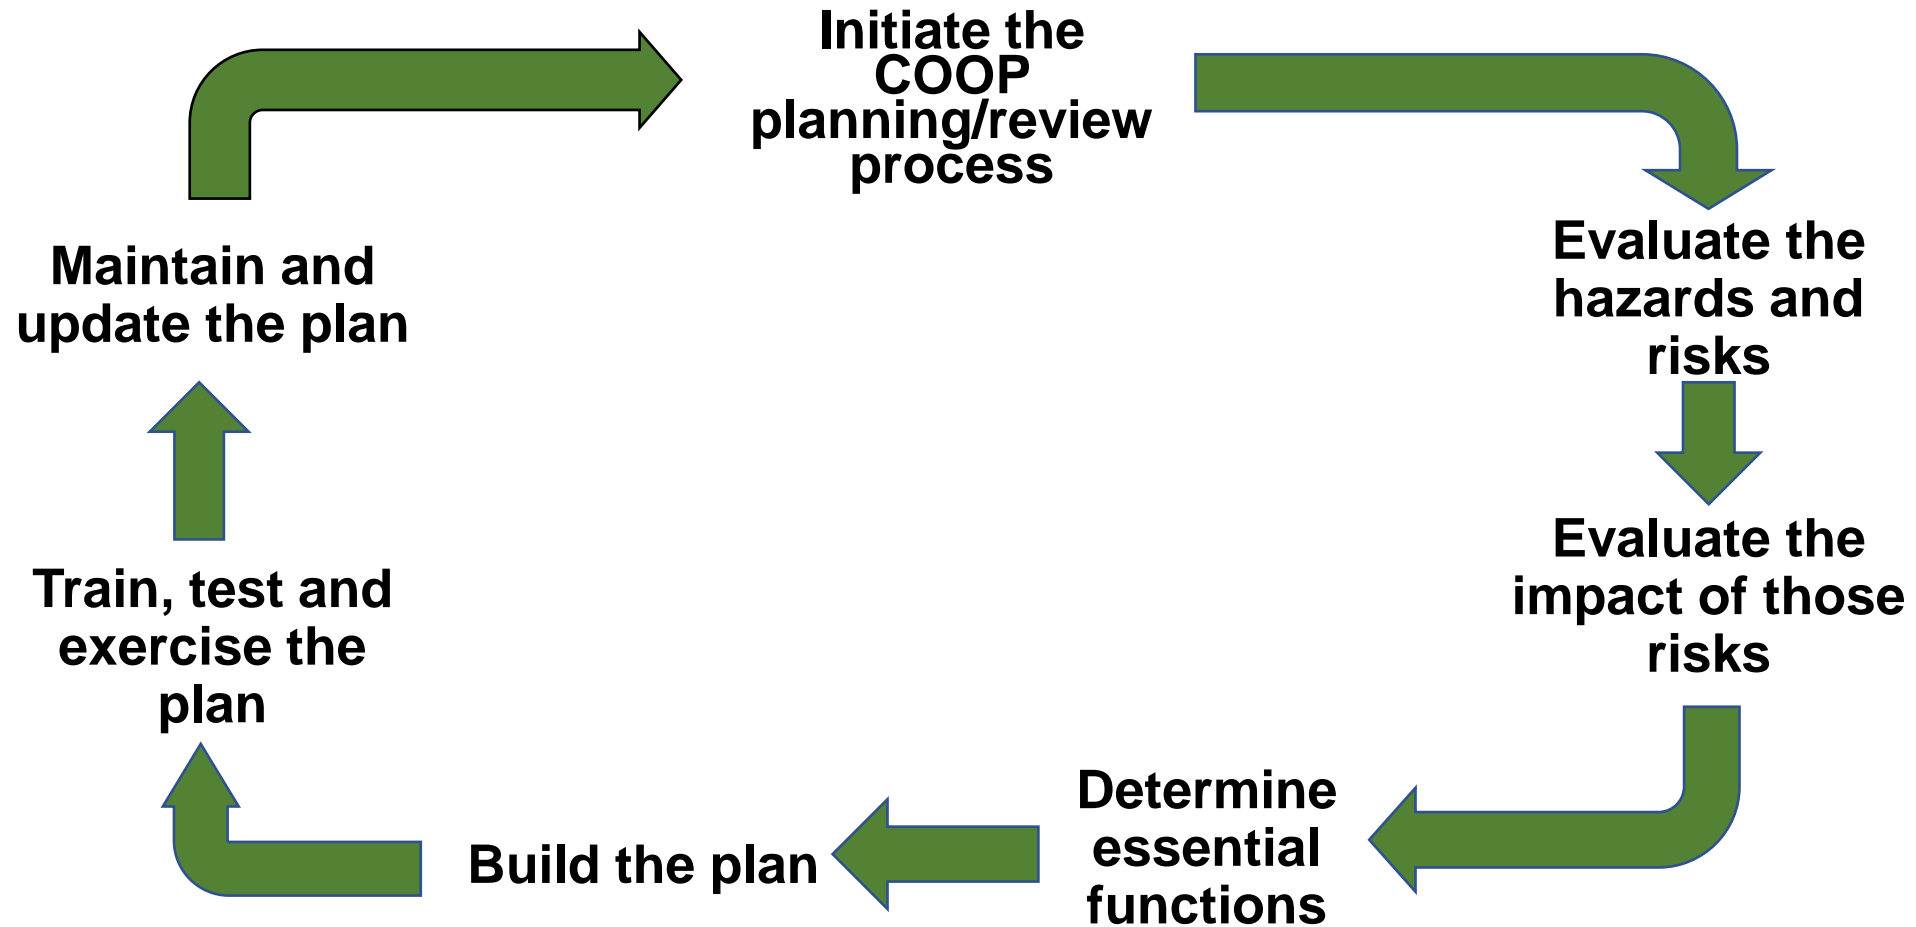 Initiate the
COOP
planning/review
process
Evaluate the
hazards and
risks
Evaluate the
impact of those
risks
Determine
essential
functions
Build the plan
Train, test and
exercise the
plan
Maintain and
update the plan